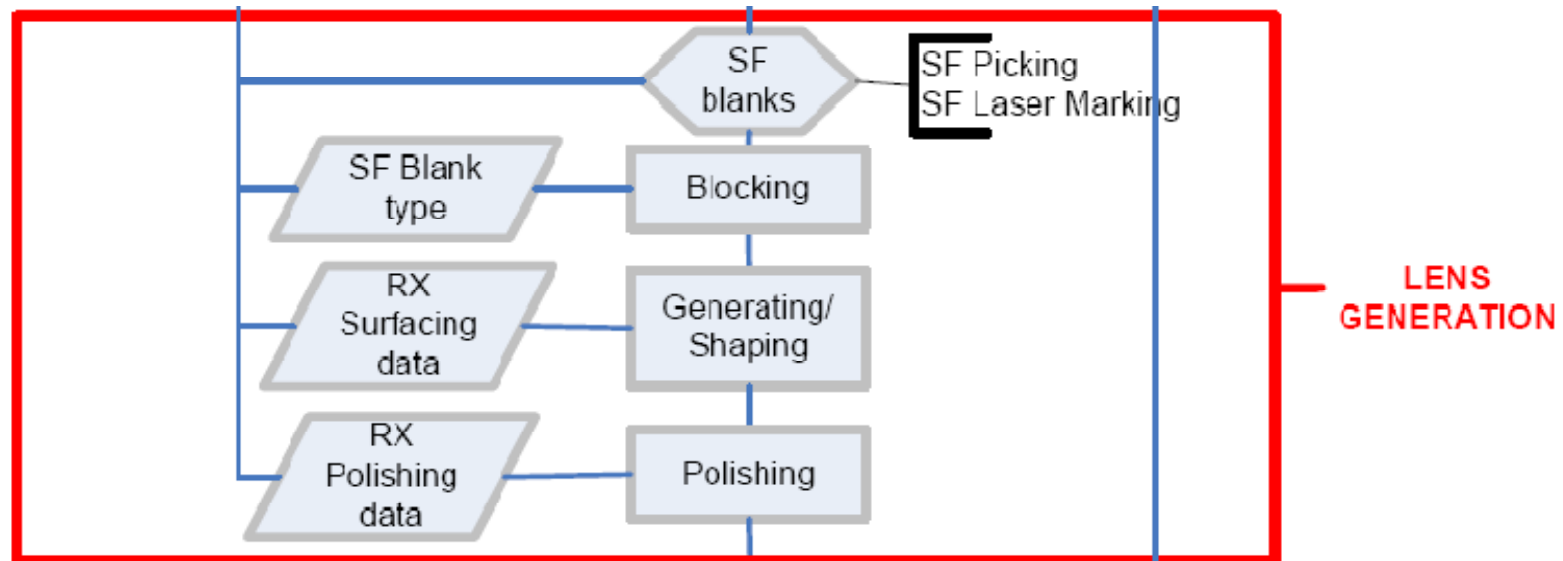 SF
blanks
SF Picking
SF Laser Marking
SF Blank
type
Blocking
RX
Surfacing
data
Generating/
Shaping
LENS
GENERATION
RX
Polishing
data
Polishing